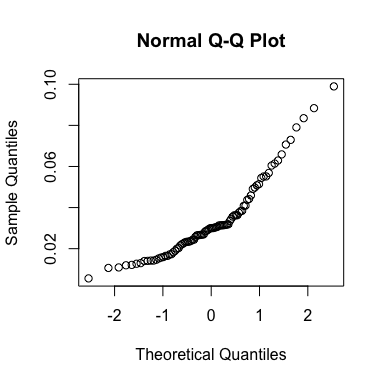 Normal Q-Q Plot
0.10
0.06
0.02
Sample Quantiles
-2 -1 0 1 2
Theoretical Quantiles